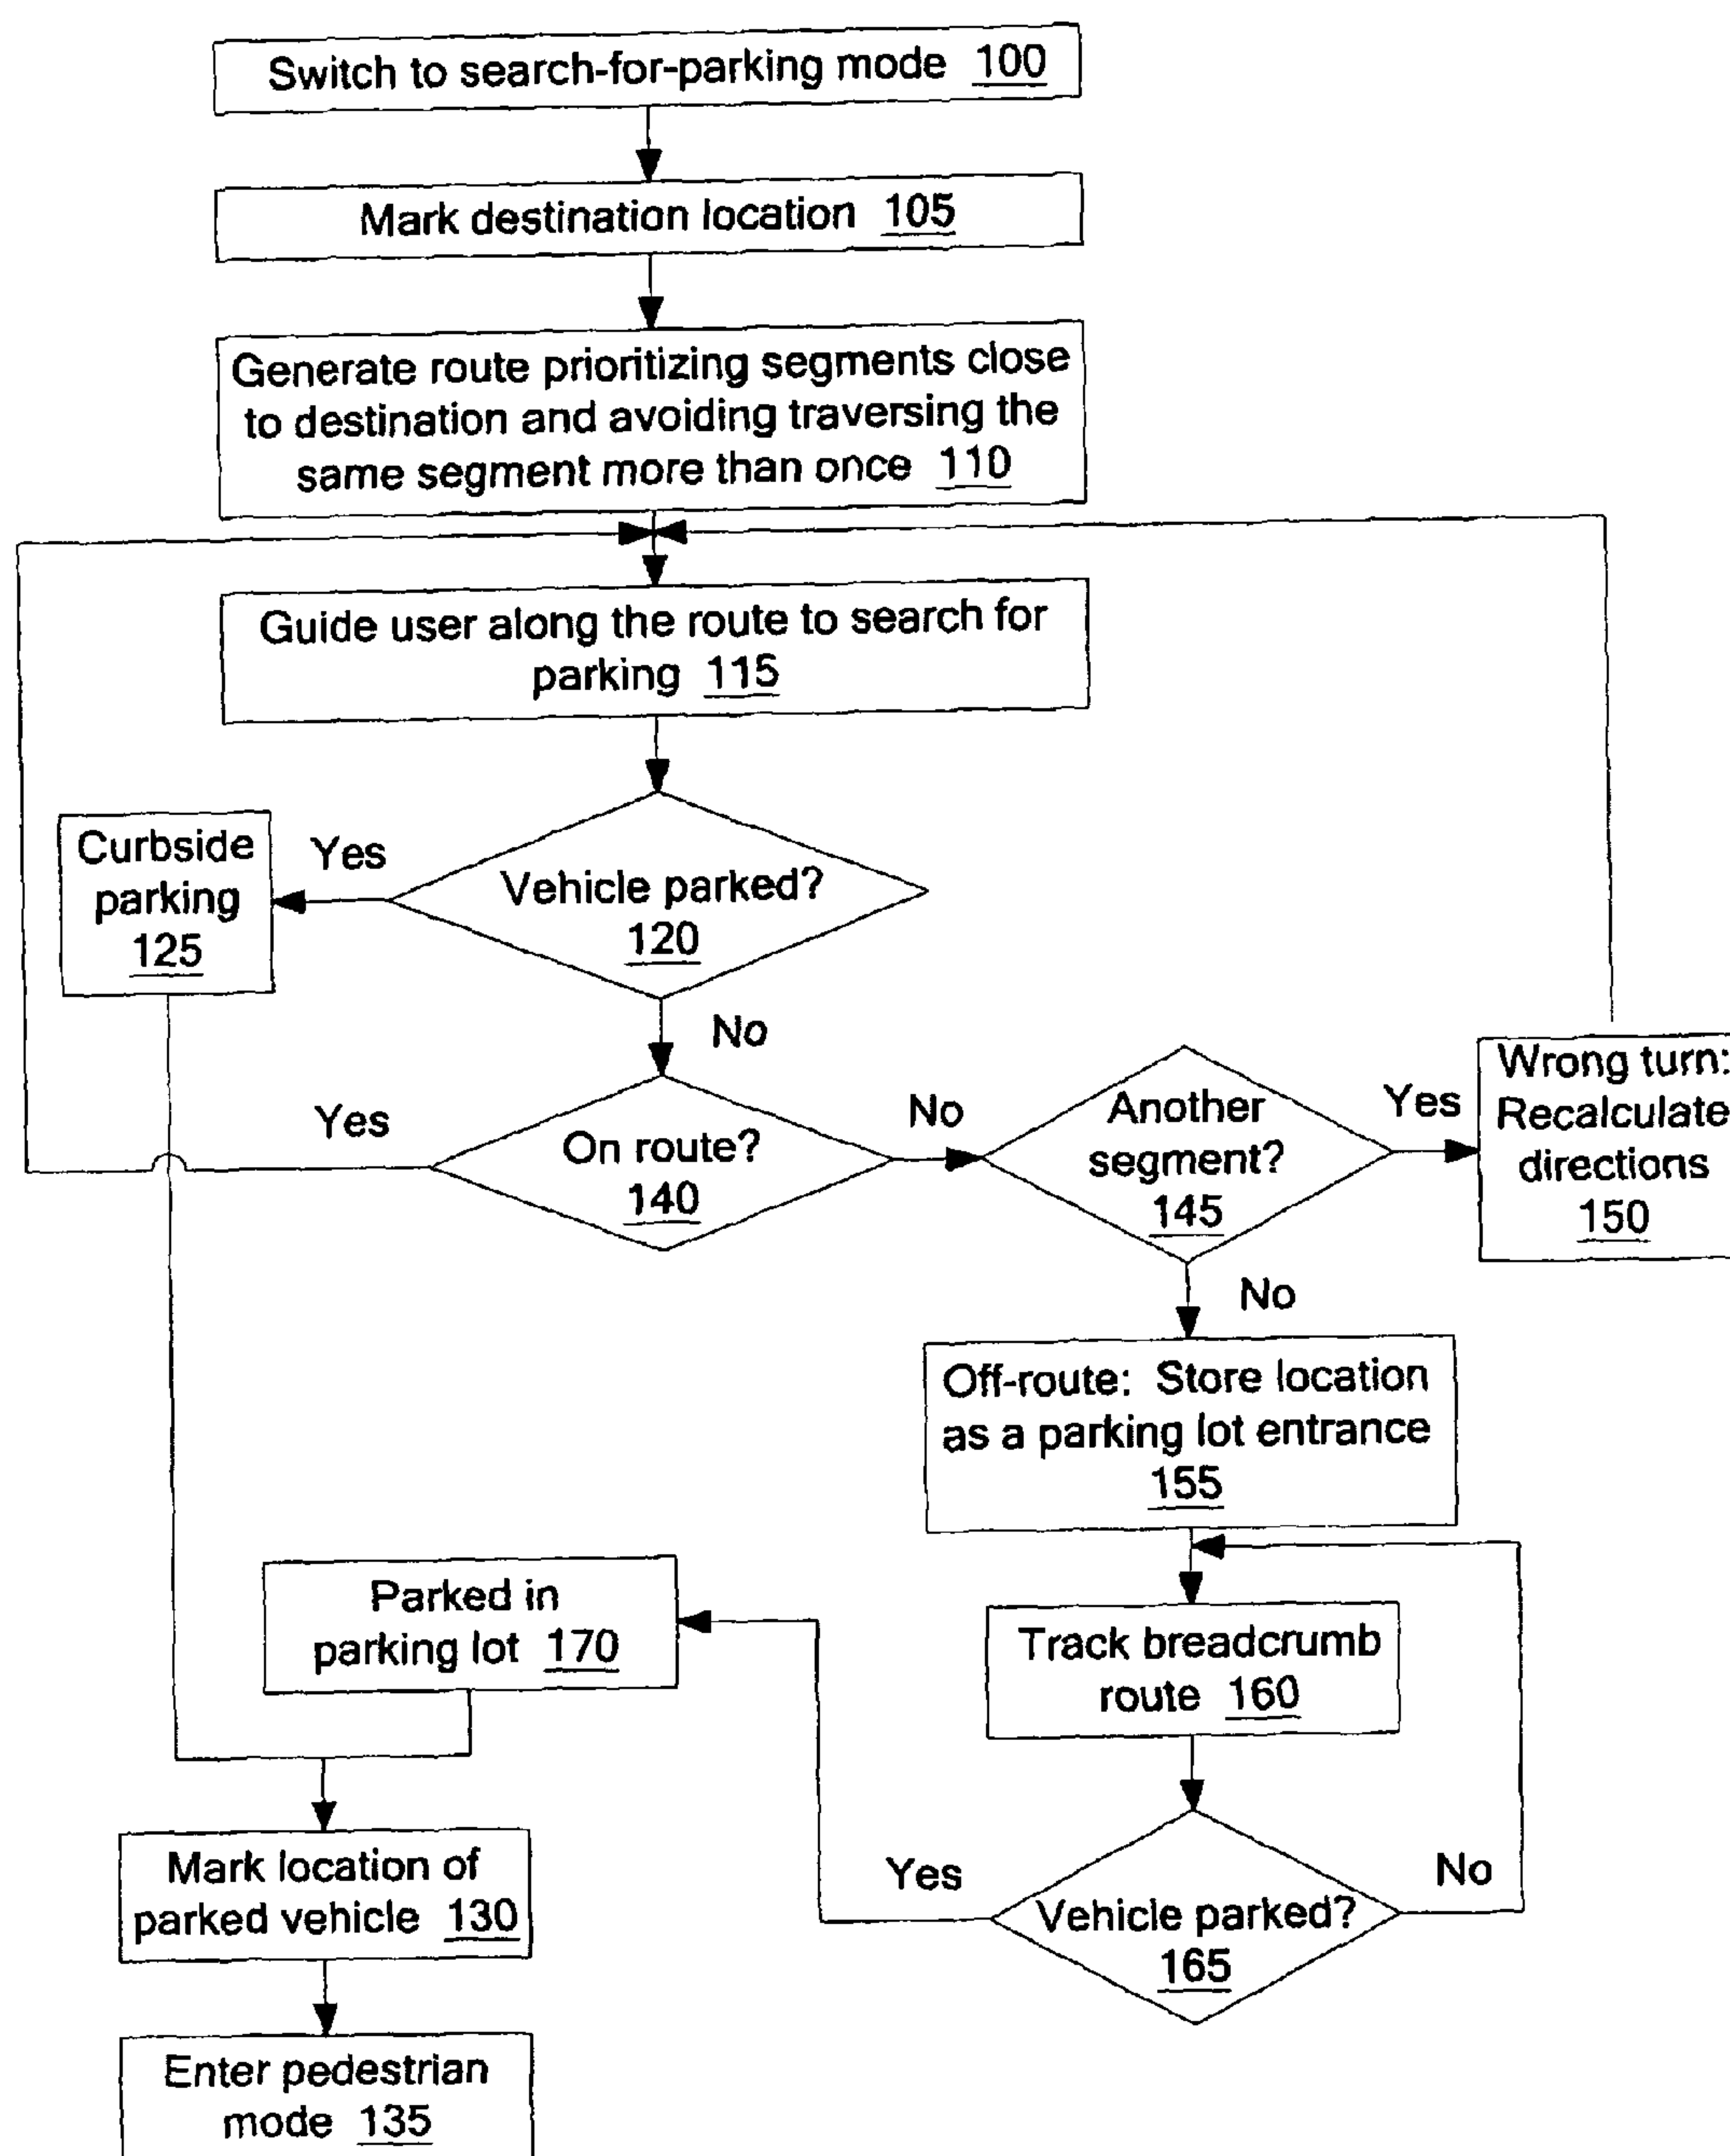 Switch to search-for-parking mode 100
Mark destination location 105
Generate route prioritizing segments close
to destination and avoiding traversing the
same segment more than once 110
Guide user along the route to search for
parking 115
Curbside
parking
125
Yes
Vehicle parked?
120
No
Yes
On route?
140
No
Another
segment?
145
Yes
Wrong turn:
Recalculate
directions
150
No
Off-route: Store location
as a parking lot entrance
155
Parked in
parking lot 170
Track breadcrumb
route 160
Mark location of
parked vehicle 130
Yes
Vehicle parked?
165
No
Enter pedestrian
mode 135